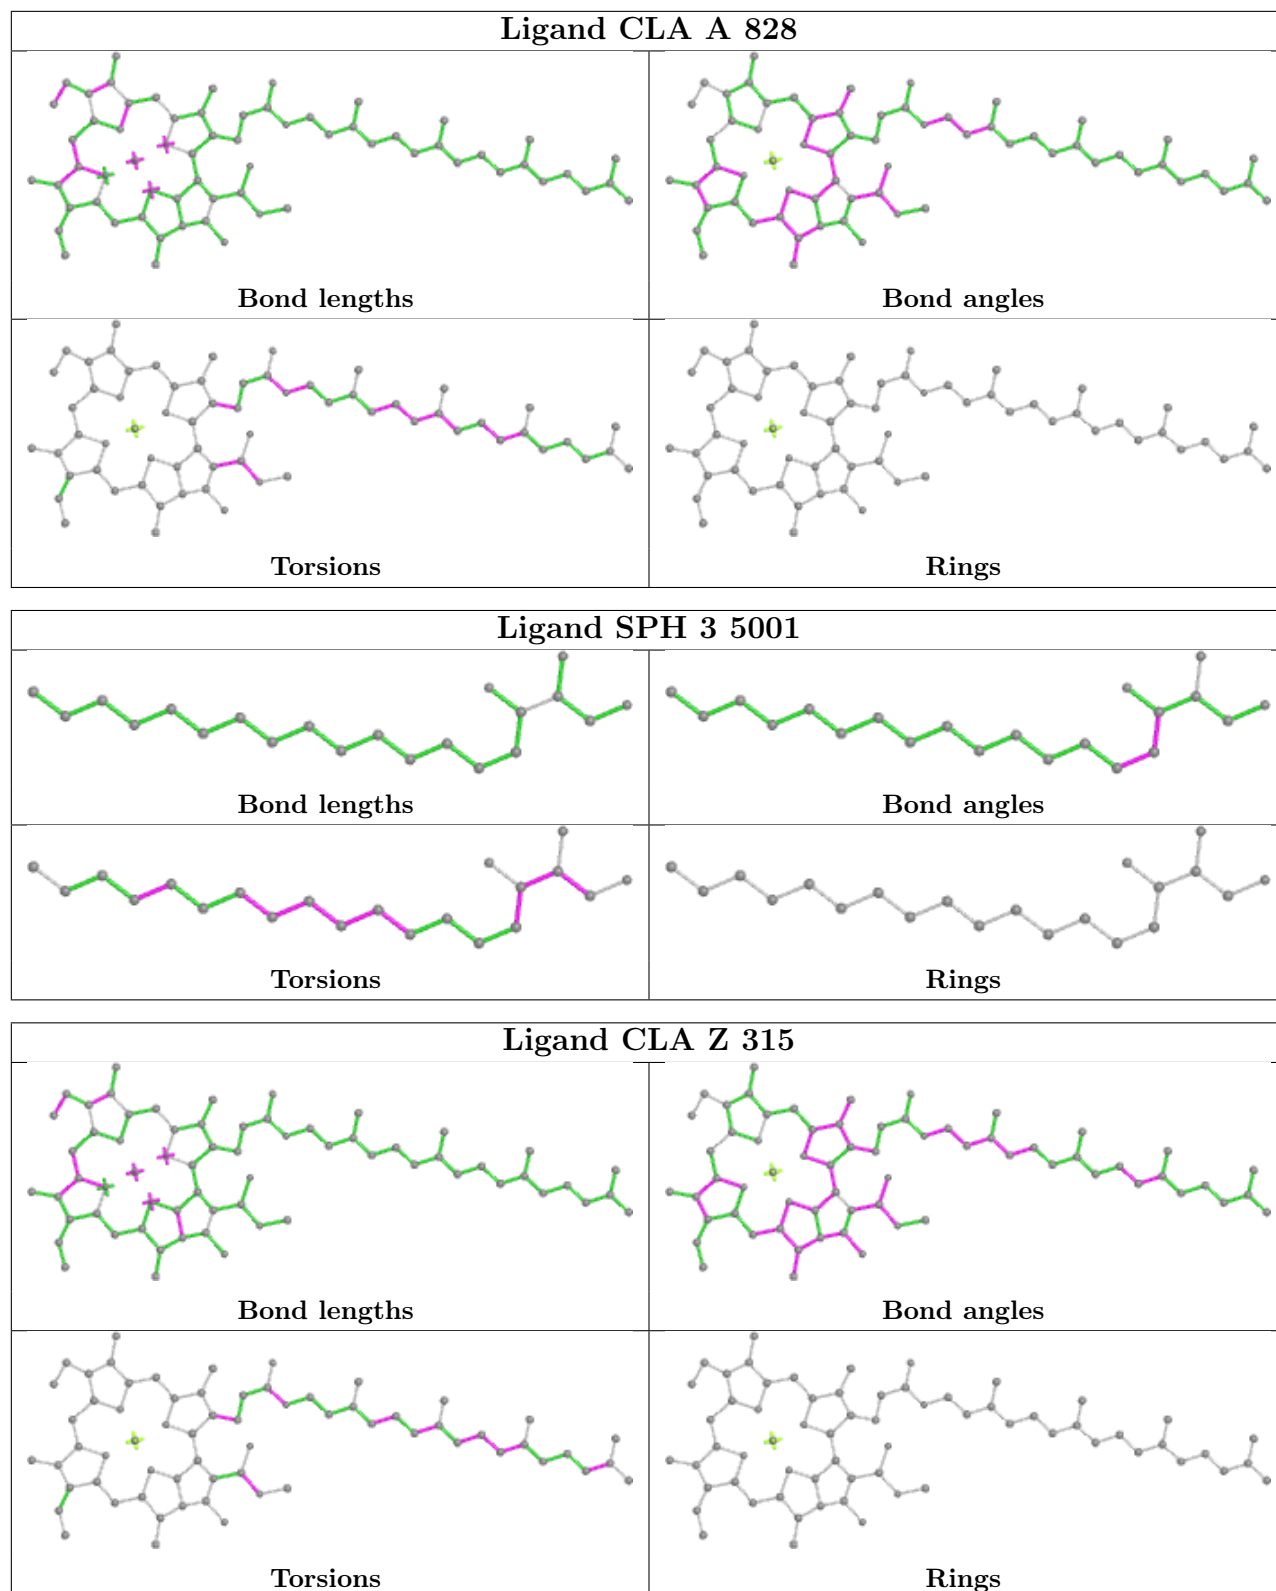 Ligand CLA A 828
Bond lengths
Bond angles
Torsions
Rings
Ligand SPH 3 5001
Bond lengths
Bond angles
Torsions
Rings
Ligand CLA Z 315
Bond lengths
Bond angles
Torsions
Rings